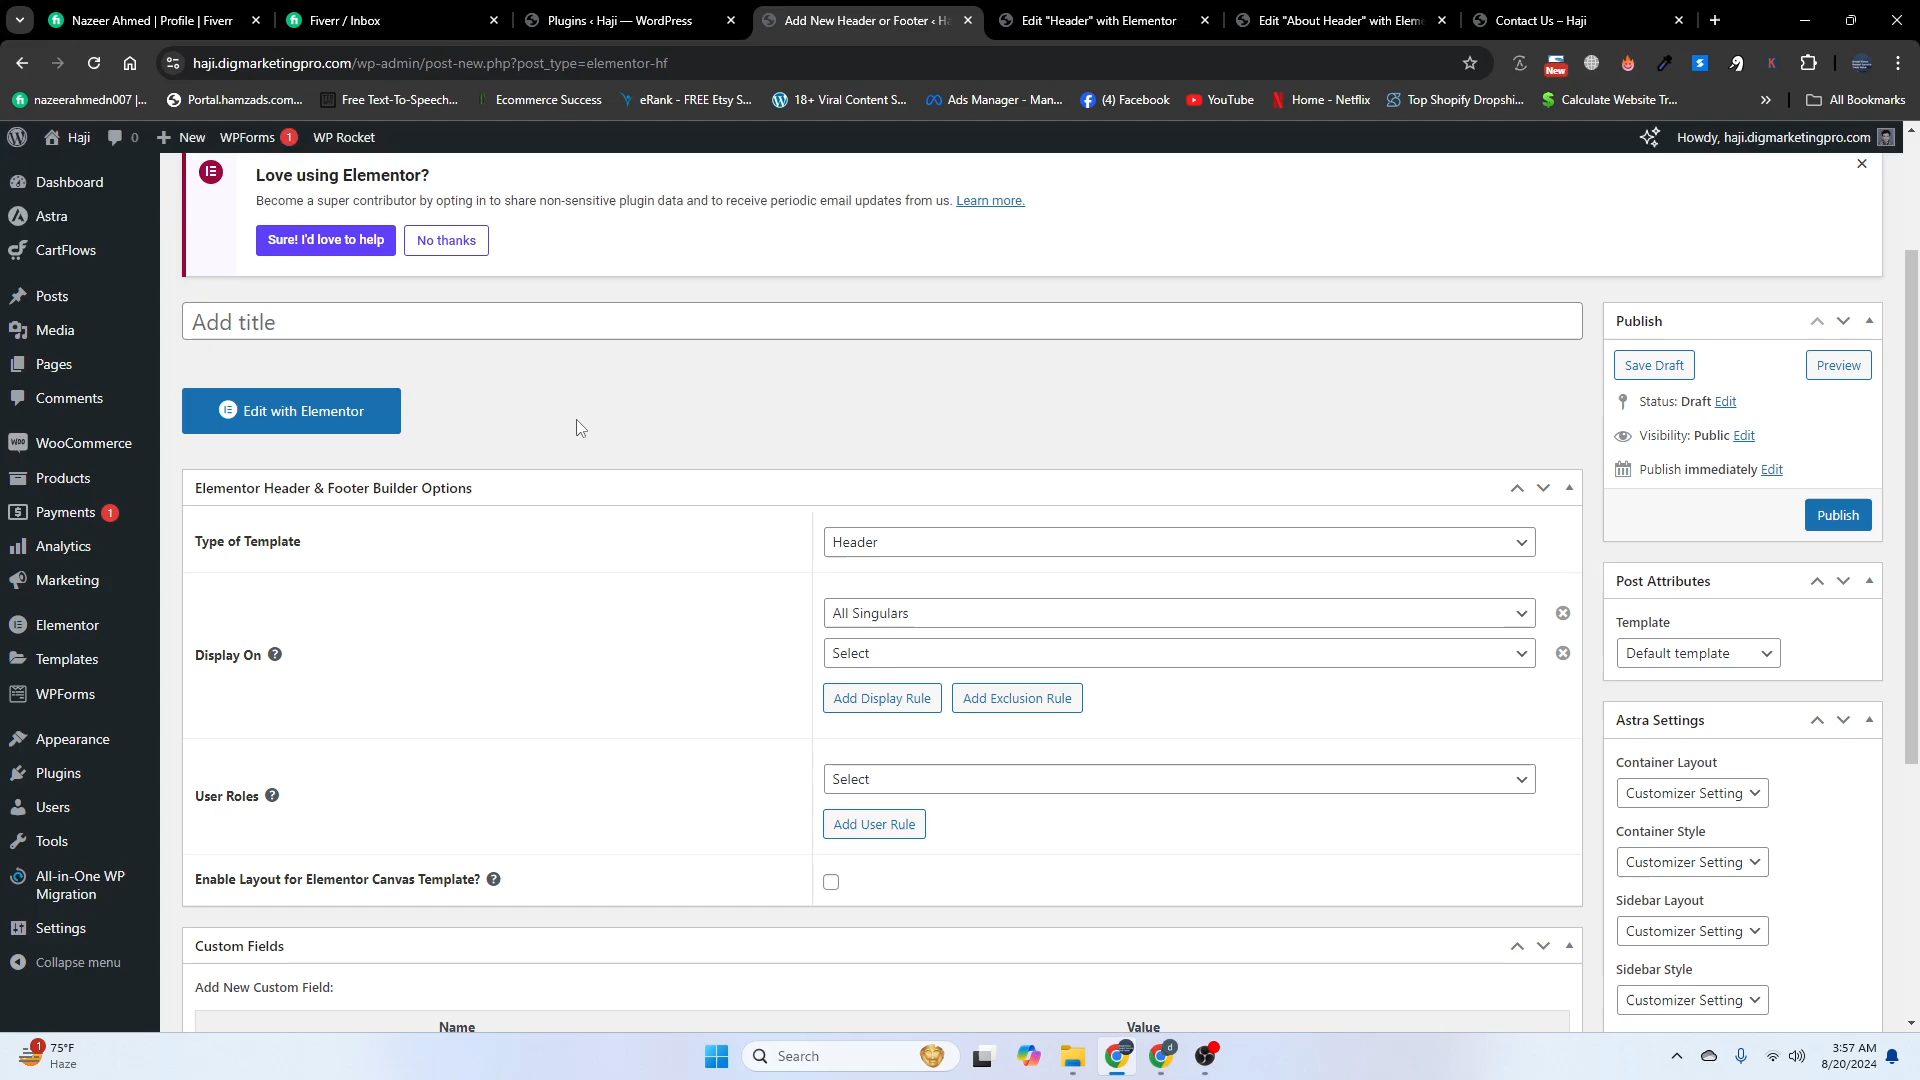 Nazeer Ahmed | Profile | Fiverr
Fiverr / Inbox
Plugins ‹ Haji — WordPress
Add New Header or Footer ‹ Ha
Edit "Header" with Elementor
Edit "About Header" with Eleme
Contact Us – Haji
haji.digmarketingpro.com/wp-admin/post-new.php?post_type=elementor-hf
New
nazeerahmedn007 |...
Portal.hamzads.com...
Free Text-To-Speech...
Ecommerce Success
eRank - FREE Etsy S...
18+ Viral Content S...
Ads Manager - Man...
(4) Facebook
YouTube
Home - Netflix
Top Shopify Dropshi...
Calculate Website Tr...
All Bookmarks
Haji
0
New
WPForms 1
WP Rocket
Howdy, haji.digmarketingpro.com
Dashboard
Astra
CartFlows
Posts
Media
Pages
Comments
WooCommerce
Products
Payments 1
Analytics
Marketing
Elementor
Templates
WPForms
Appearance
Plugins
Users
Tools
All-in-One WP
Migration
Settings
Collapse menu
Love using Elementor?
Become a super contributor by opting in to share non-sensitive plugin data and to receive periodic email updates from us. Learn more.
Sure! I'd love to help
No thanks
Add title
Edit with Elementor
Elementor Header & Footer Builder Options
Type of Template
Header
Display On
All Singulars
Select
Add Display Rule
Add Exclusion Rule
User Roles
Select
Add User Rule
Enable Layout for Elementor Canvas Template?
Custom Fields
Add New Custom Field:
Name
Value
Publish
Save Draft
Preview
Status: Draft Edit
Visibility: Public Edit
Publish immediately Edit
Publish
Post Attributes
Template
Default template
Astra Settings
Container Layout
Customizer Setting
Container Style
Customizer Setting
Sidebar Layout
Customizer Setting
Sidebar Style
Customizer Setting
1
75°F
Haze
Search
3:57 AM
8/20/2024